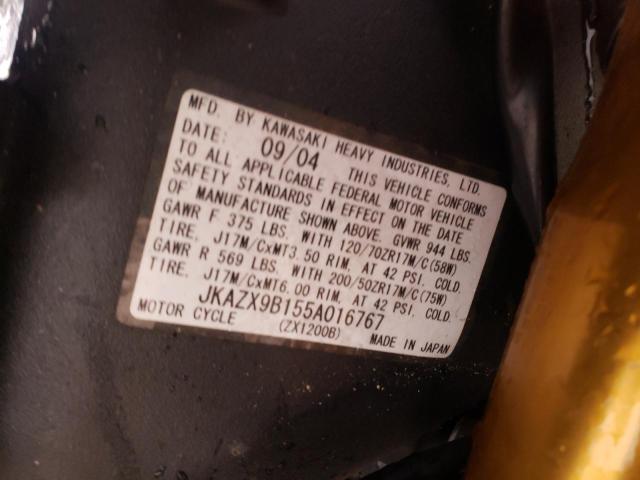 MFD. BY KAWASAKI HEAVY INDUSTRIES, LTD.
DATE: 09/04 THIS VEHICLE CONFORMS
TO ALL APPLICABLE FEDERAL MOTOR VEHICLE
SAFETY STANDARDS IN EFFECT ON THE DATE
OF MANUFACTURE SHOWN ABOVE. GVWR 944 LBS.
GAWR F 375 LBS. WITH 120/70ZR17M/C(58W)
TIRE, J17M/CxMT3.50 RIM, AT 42 PSI. COLD.
GAWR R 569 LBS. WITH 200/50ZR17M/C(75W)
TIRE, J17M/CxMT6.00 RIM, AT 42 PSI. COLD.
JKAZX9B155A016767
MOTOR CYCLE (ZX1200B) MADE IN JAPAN